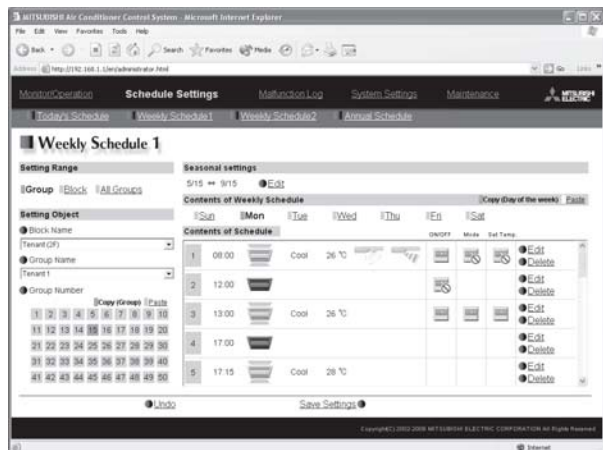 MITSUBISHI Air Conditioner Control System - Microsoft Internet Explorer
File Edit View Favorites Tools Help
Back Search Favorites Media
Address http://192.168.1.1/en/administrator.html Go Links
Monitor/Operation Schedule Settings Malfunction Log System Settings Maintenance MITSUBISHI ELECTRIC
Today's Schedule Weekly Schedule1 Weekly Schedule2 Annual Schedule
Weekly Schedule 1
Setting Range
Group Block All Groups
Setting Object
Block Name
Tenant (2F)
Group Name
Tenant 1
Group Number
Copy (Group) Paste
1 2 3 4 5 6 7 8 9 10
11 12 13 14 15 16 17 18 19 20
21 22 23 24 25 26 27 28 29 30
31 32 33 34 35 36 37 38 39 40
41 42 43 44 45 46 47 48 49 50
Seasonal settings
5/15 ↔ 9/15 Edit
Contents of Weekly Schedule Copy (Day of the week) Paste
Sun Mon Tue Wed Thu Fri Sat
Contents of Schedule ON/OFF Mode Set Temp.
1 08:00 Cool 26 ℃ Edit
Delete
2 12:00 Edit
Delete
3 13:00 Cool 26 ℃ Edit
Delete
4 17:00 Edit
Delete
5 17:15 Cool 28 ℃ Edit
Delete
Undo Save Settings
Copyright(C) 2002-2008 MITSUBISHI ELECTRIC CORPORATION All Rights Reserved
Internet